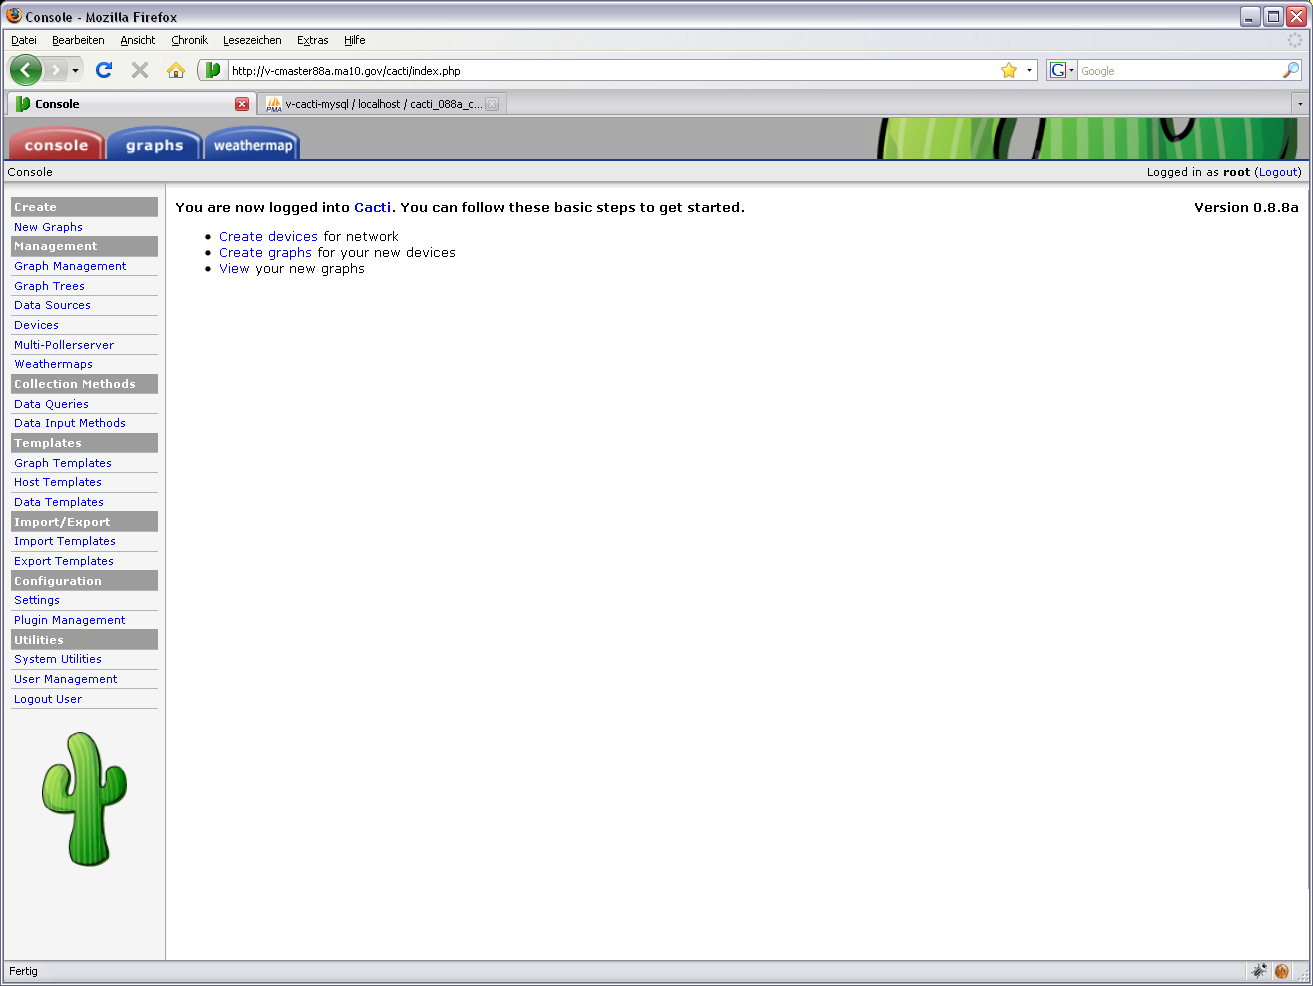 Console - Mozilla Firefox
Datei Bearbeiten Ansicht Chronik Lesezeichen Extras Hilfe
http://v-cmaster88a.ma10.gov/cacti/index.php
G Google
Console
PMA v-cacti-mysql / localhost / cacti_088a_c...
console graphs weathermap
Console
Logged in as root (Logout)
Create
New Graphs
Management
Graph Management
Graph Trees
Data Sources
Devices
Multi-Pollerserver
Weathermaps
Collection Methods
Data Queries
Data Input Methods
Templates
Graph Templates
Host Templates
Data Templates
Import/Export
Import Templates
Export Templates
Configuration
Settings
Plugin Management
Utilities
System Utilities
User Management
Logout User
You are now logged into Cacti. You can follow these basic steps to get started.
Version 0.8.8a
Create devices for network
Create graphs for your new devices
View your new graphs
Fertig